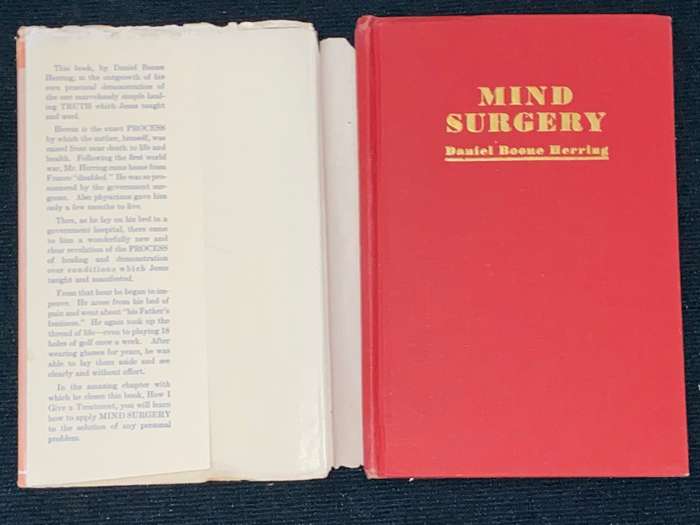 This book, by Daniel Boone
Herring, is the outgrowth of his
own personal demonstration of
the one marvelously simple heal-
ing TRUTH which Jesus taught
and used.
Herein is the exact PROCESS
by which the author, himself, was
raised from near death to life and
health. Following the first world
war, Mr. Herring came home from
France "disabled." He was so pro-
nounced by the government sur-
geons. Also physicians gave him
only a few months to live.
Then, as he lay on his bed in a
government hospital, there came
to him a wonderfully new and
clear revelation of the PROCESS
of healing and demonstration
over conditions which Jesus
taught and manifested.
From that hour he began to im-
prove. He arose from his bed of
pain and went about "his Father's
business." He again took up the
thread of life—even to playing 18
holes of golf once a week. After
wearing glasses for years, he was
able to lay them aside and see
clearly and without effort.
In the amazing chapter with
which he closes this book, How I
Give a Treatment, you will learn
how to apply MIND SURGERY
to the solution of any personal
problem.
MIND
SURGERY
Daniel Boone Herring